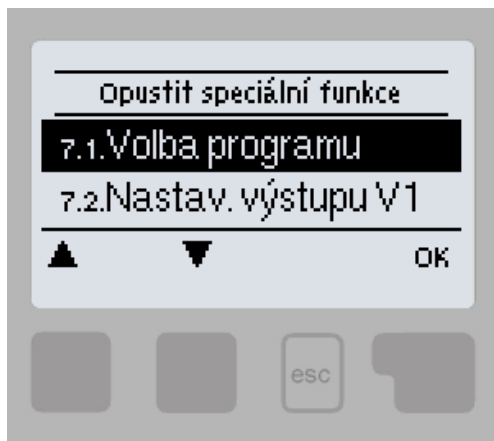 Opustit speciální funkce
7.1.Volba programu
7.2.Nastav. výstupu V1
▲ ▼ OK
esc